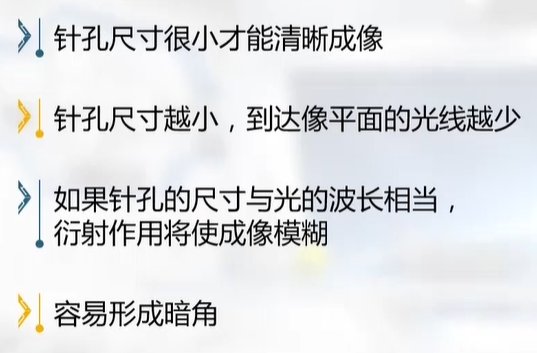 针孔尺寸很小才能清晰成像
针孔尺寸越小，到达像平面的光线越少
如果针孔的尺寸与光的波长相当，
衍射作用将使成像模糊
容易形成暗角